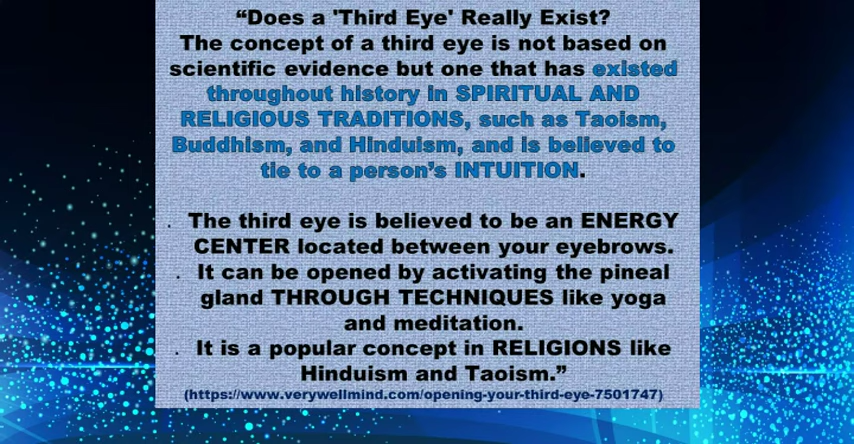 “Does a 'Third Eye' Really Exist?
The concept of a third eye is not based on
scientific evidence but one that has existed
throughout history in SPIRITUAL AND
RELIGIOUS TRADITIONS, such as Taoism,
Buddhism, and Hinduism, and is believed to
tie to a person’s INTUITION.
. The third eye is believed to be an ENERGY
CENTER located between your eyebrows.
. It can be opened by activating the pineal
gland THROUGH TECHNIQUES like yoga
and meditation.
. It is a popular concept in RELIGIONS like
Hinduism and Taoism.”
(https://www.verywellmind.com/opening-your-third-eye-7501747)